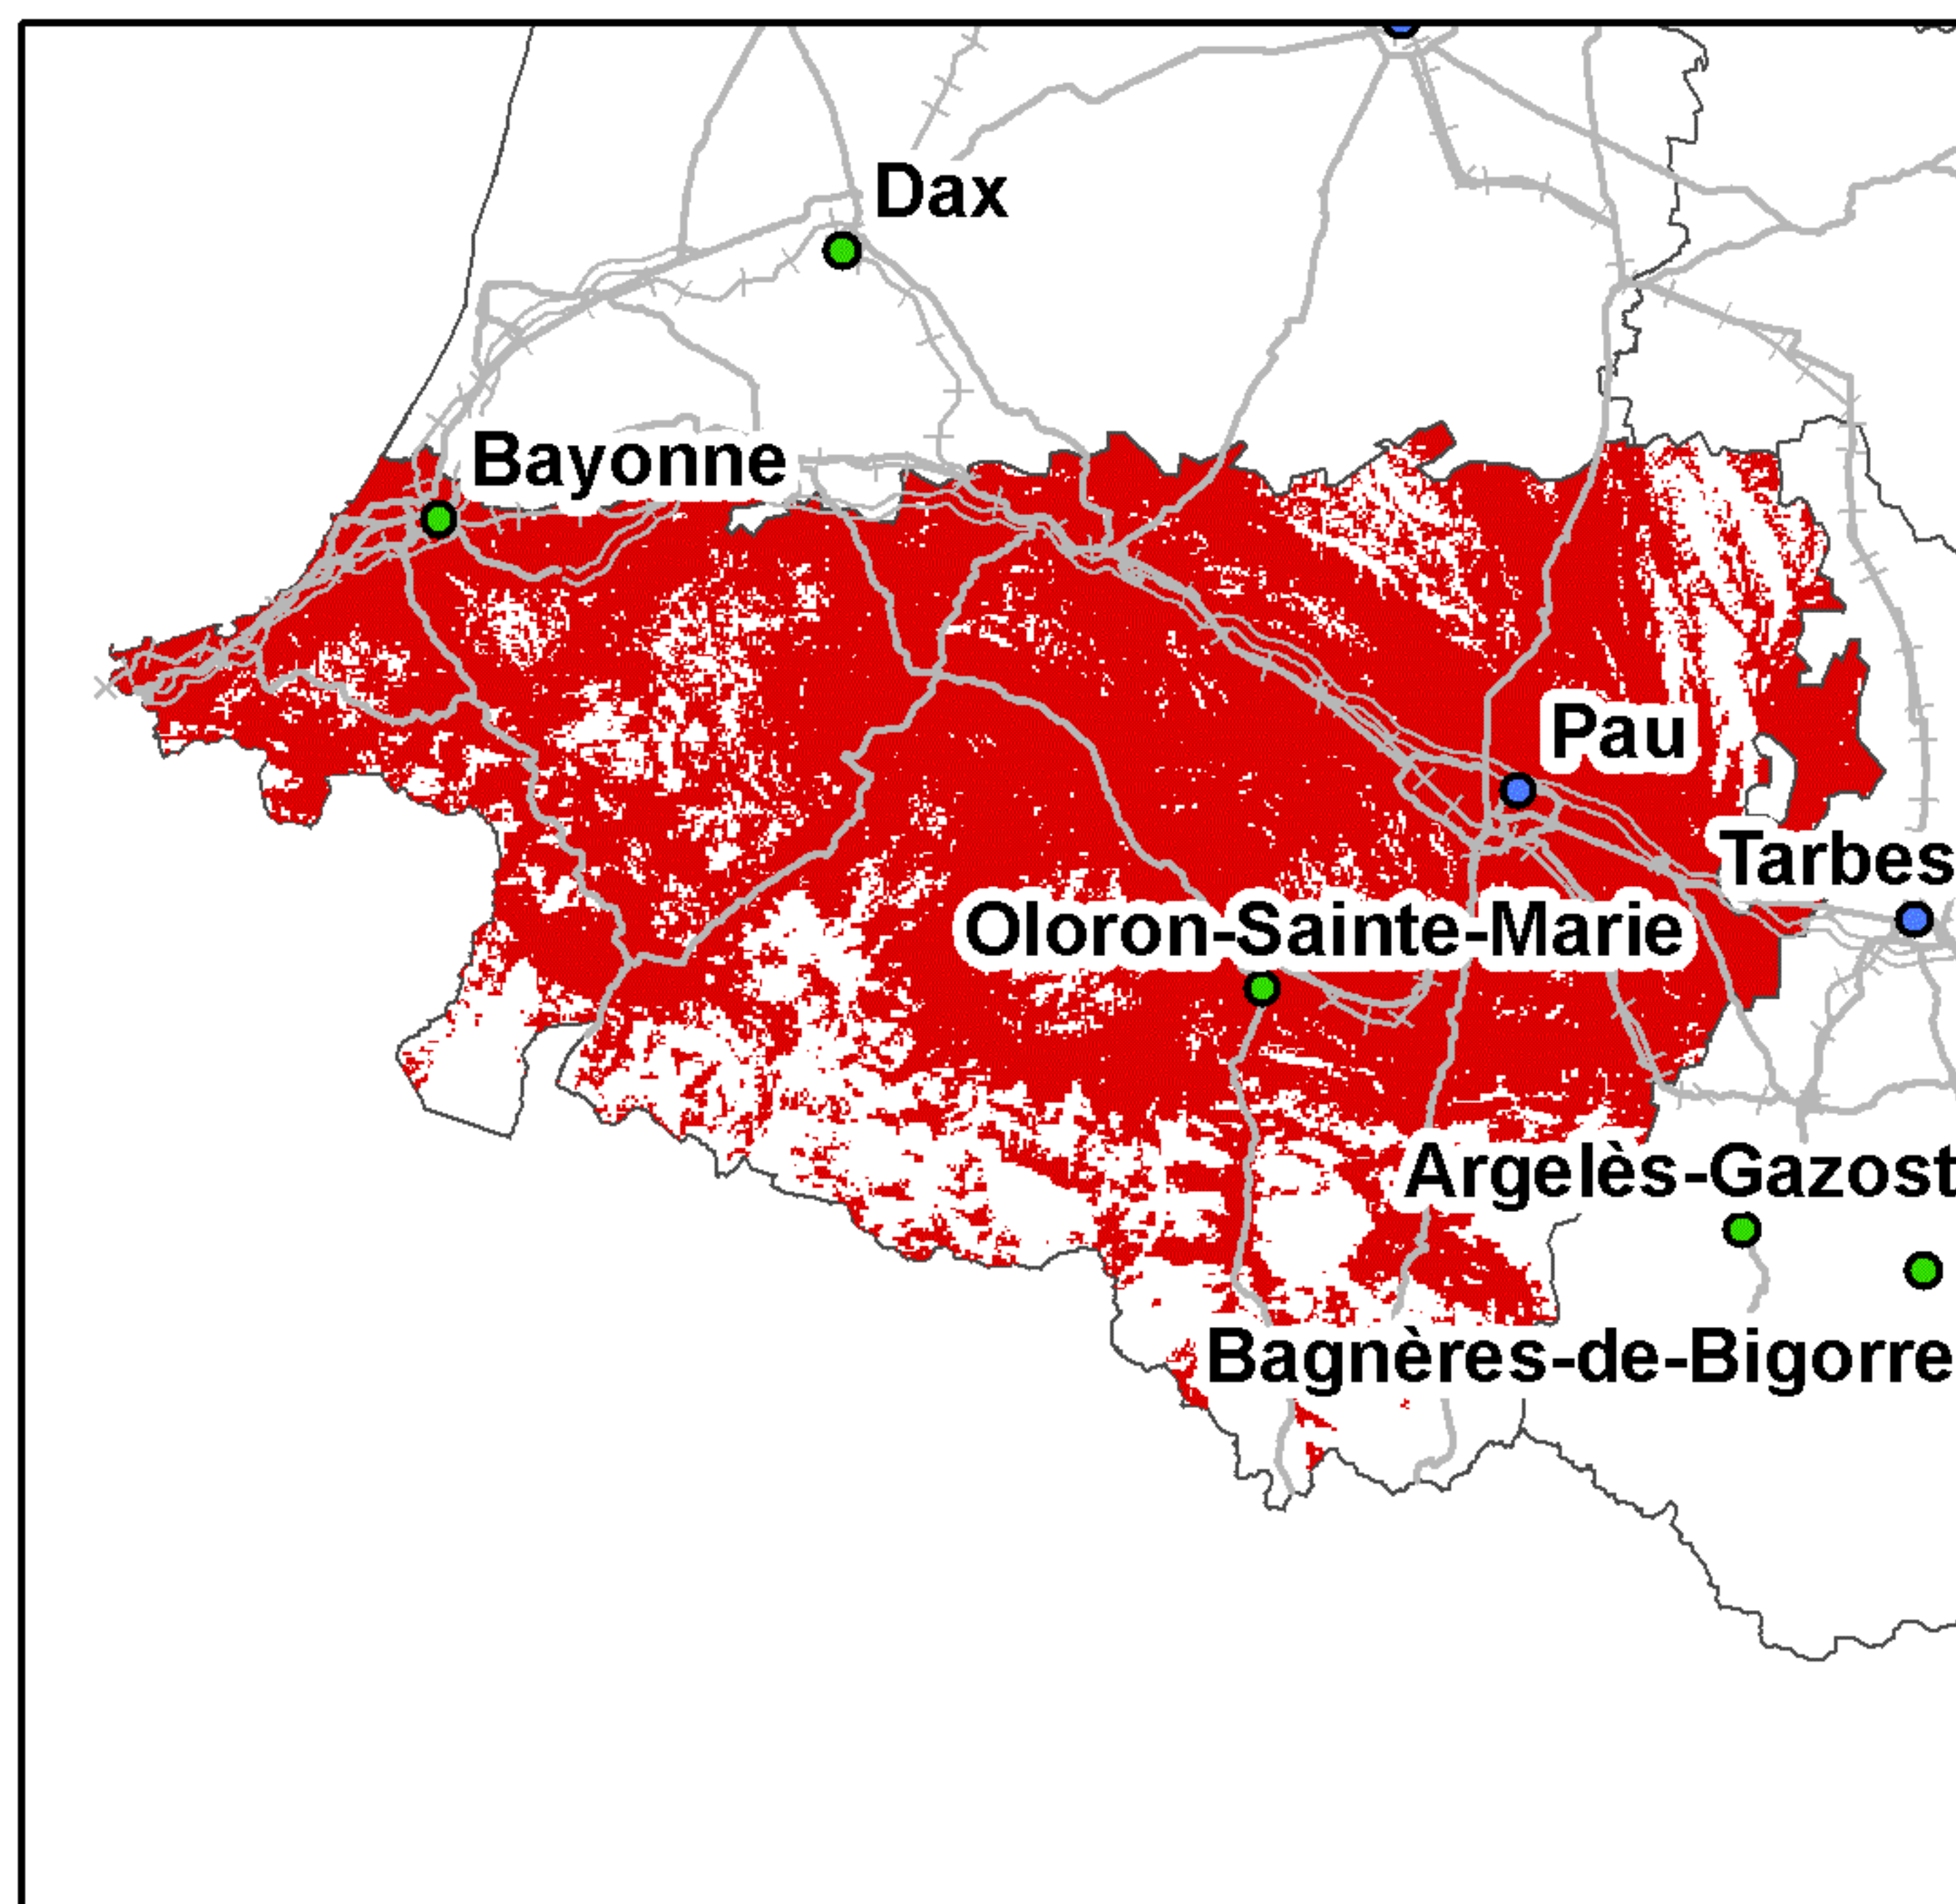 Dax
Bayonne
Pau
Tarbes
Oloron-Sainte-Marie
Argelès-Gazost
Bagnères-de-Bigorre